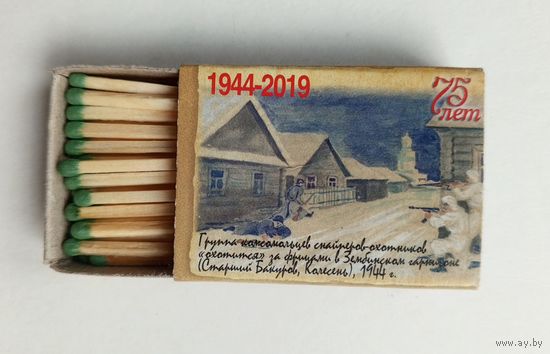 1944-2019
75
лет
Группа комсомольцев снайперов-охотников
«охотится» за фрицами в Зембинском гарнизоне
(Старший Бакуров, Колесень), 1944 г.
www.ay.by